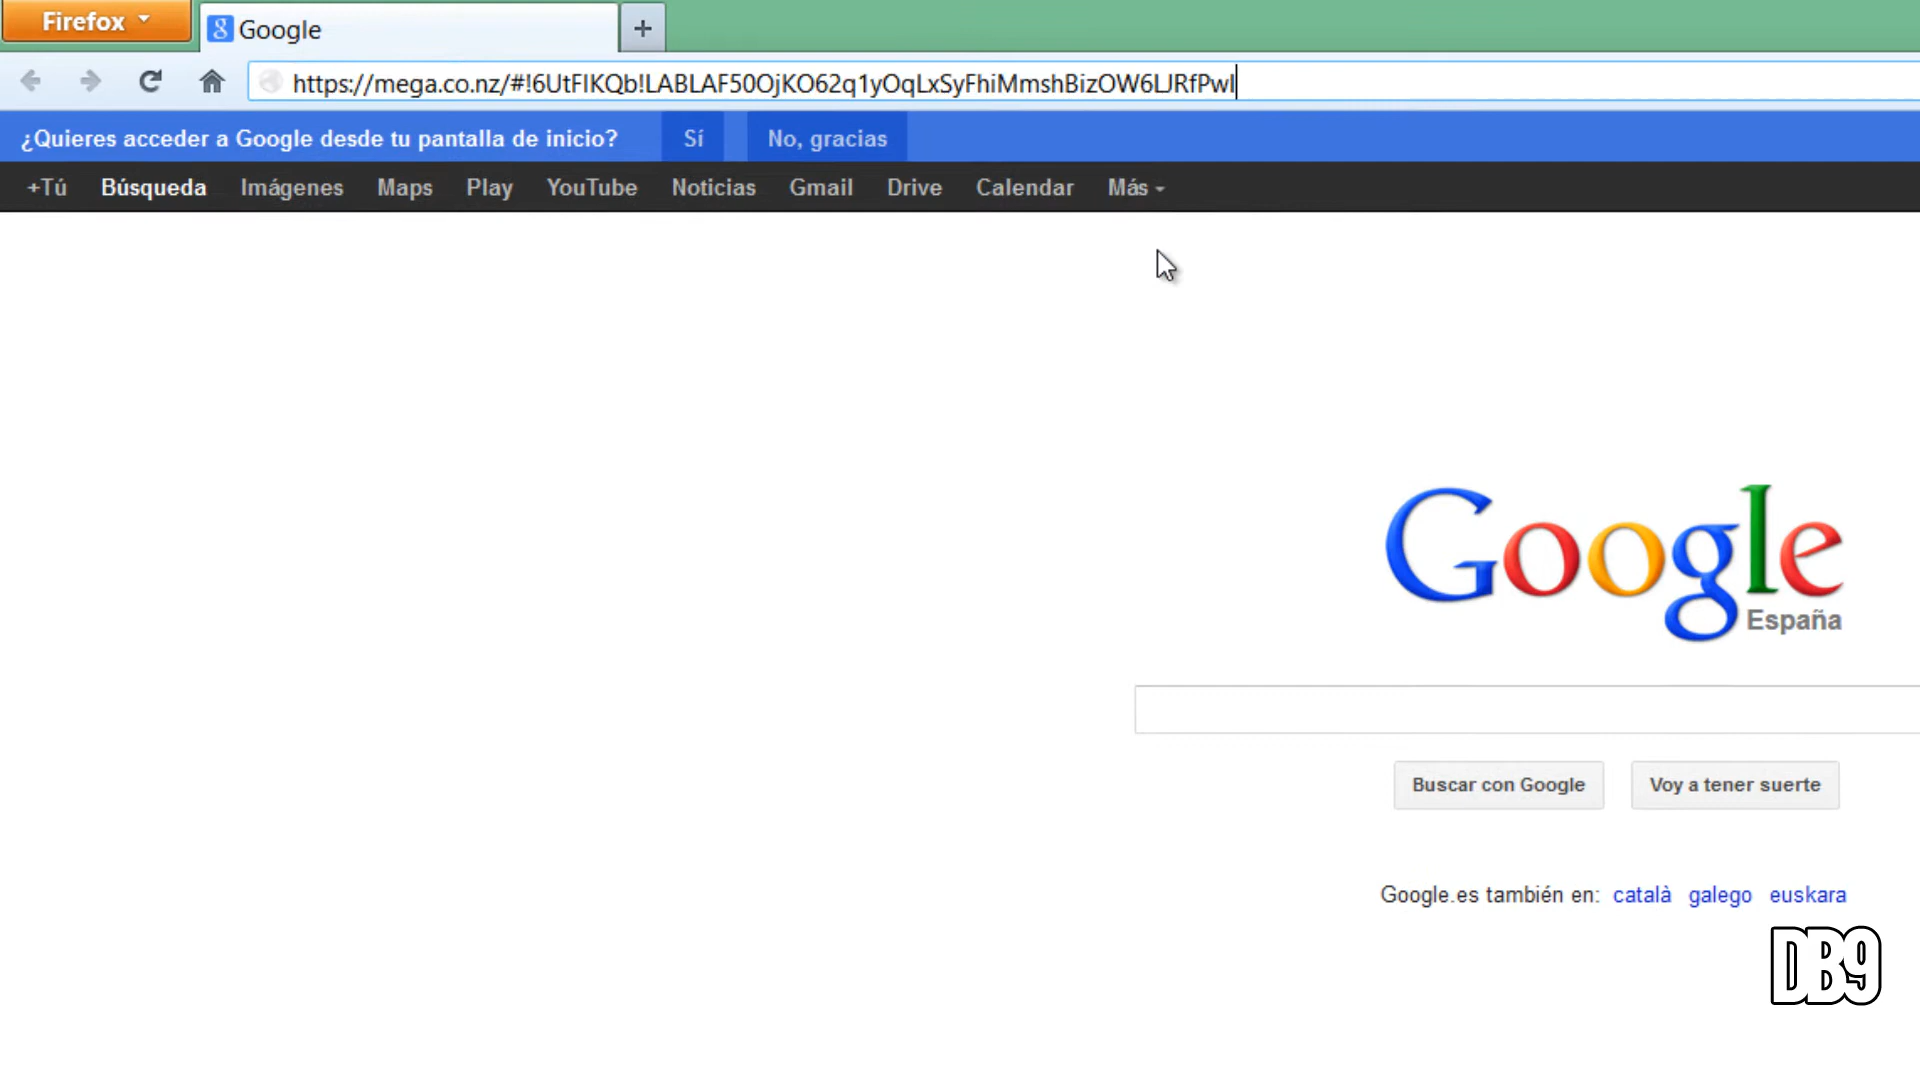 Firefox
Google
https://mega.co.nz/#!6UtFlKQb!LABLAF50OjKO62q1yOqLxSyFhiMmshBizOW6LJRfPwI
¿Quieres acceder a Google desde tu pantalla de inicio? Sí No, gracias
+Tú Búsqueda Imágenes Maps Play YouTube Noticias Gmail Drive Calendar Más
Google
España
Buscar con Google Voy a tener suerte
Google.es también en: català galego euskara
DB9